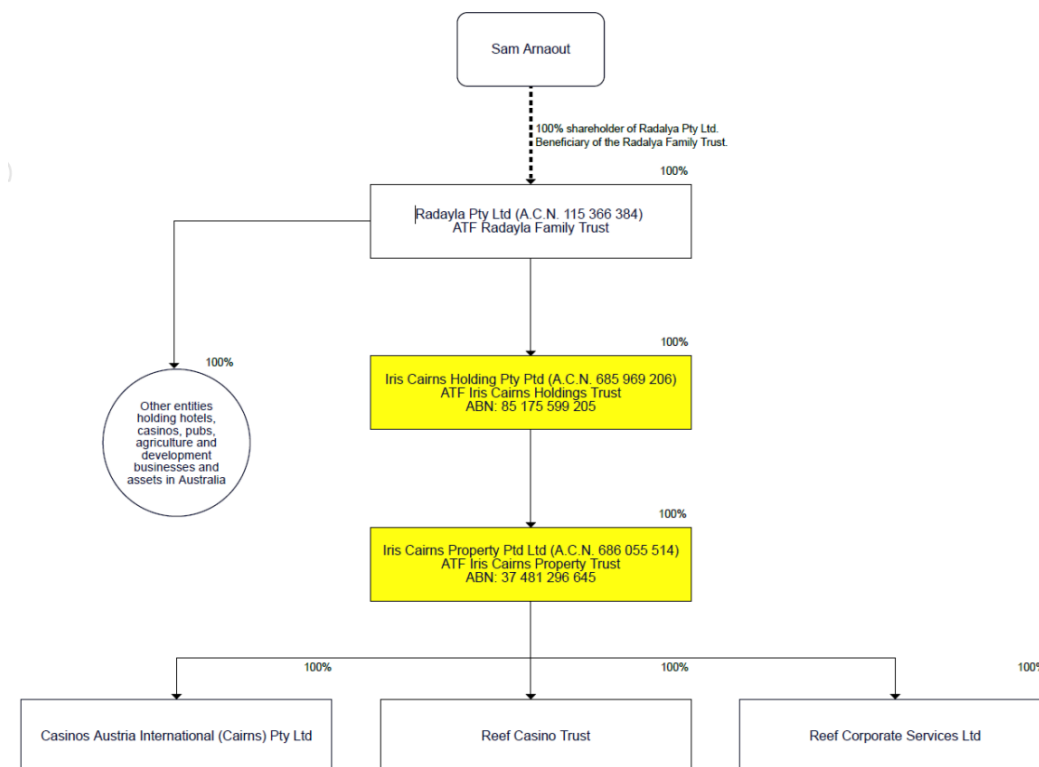 Sam Arnaout
100% shareholder of Radalya Pty Ltd.
Beneficiary of the Radalya Family Trust.
100%
Radayla Pty Ltd (A.C.N. 115 366 384)
ATF Radayla Family Trust
100%
100%
Iris Cairns Holding Pty Ptd (A.C.N. 685 969 206)
ATF Iris Cairns Holdings Trust
ABN: 85 175 599 205
Other entities
holding hotels,
casinos, pubs,
agriculture and
development
businesses and
assets in Australia
100%
Iris Cairns Property Ptd Ltd (A.C.N. 686 055 514)
ATF Iris Cairns Property Trust
ABN: 37 481 296 645
100%
100%
100%
Casinos Austria International (Cairns) Pty Ltd
Reef Casino Trust
Reef Corporate Services Ltd